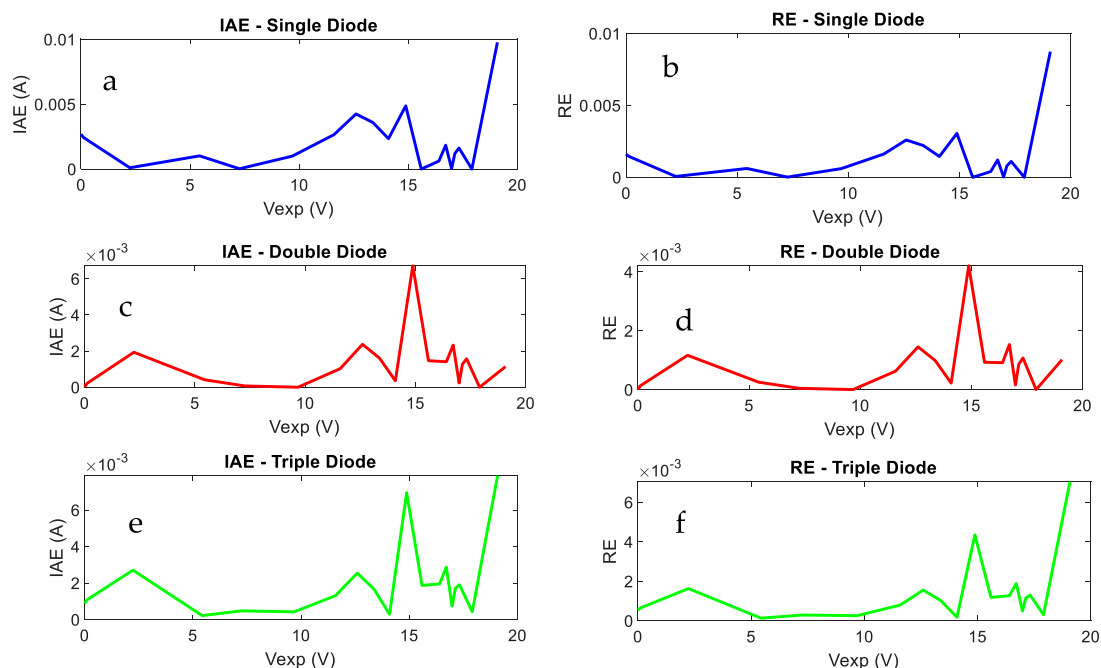 IAE - Single Diode
0.01
0.005
0
IAE (A)
a
0 5 10 15 20
Vexp (V)
RE - Single Diode
0.01
0.005
0
RE
b
0 5 10 15 20
Vexp (V)
IAE - Double Diode
×10⁻³
6
4
2
0
IAE (A)
c
0 5 10 15 20
Vexp (V)
RE - Double Diode
×10⁻³
4
2
0
RE
d
0 5 10 15 20
Vexp (V)
IAE - Triple Diode
×10⁻³
6
4
2
0
IAE (A)
e
0 5 10 15 20
Vexp (V)
RE - Triple Diode
×10⁻³
6
4
2
0
RE
f
0 5 10 15 20
Vexp (V)